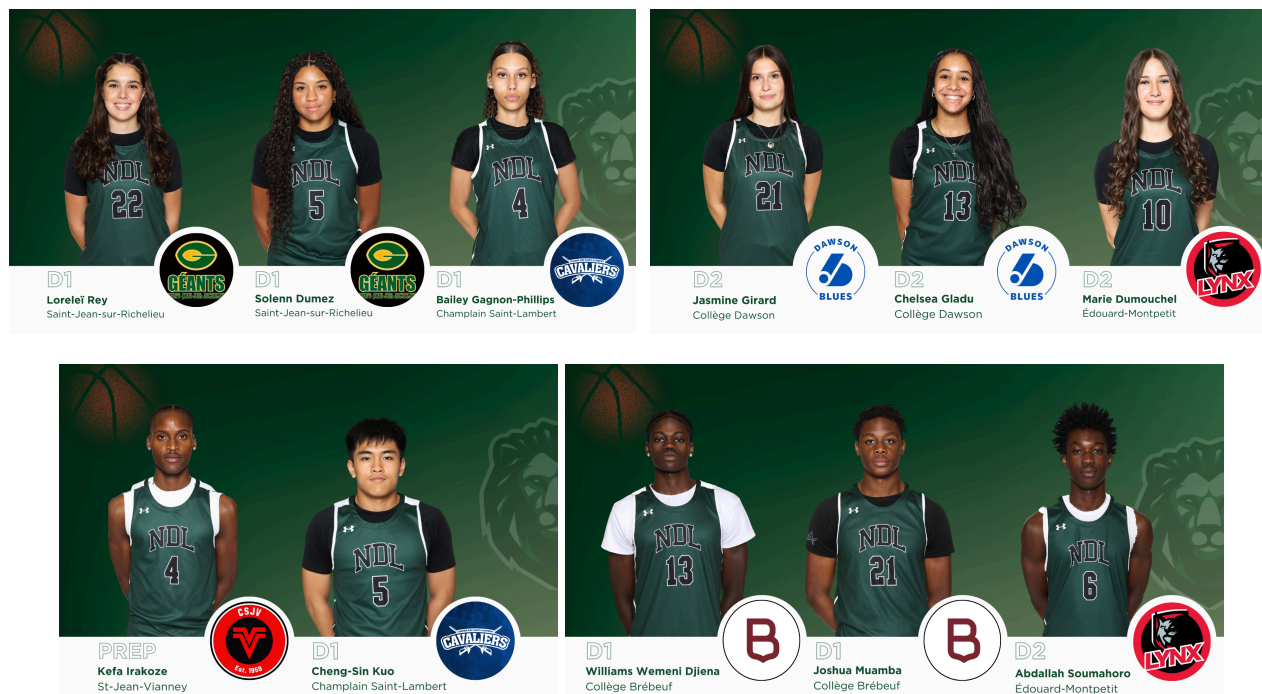 NDL
22
NDL
5
NDL
4
D1
Loreleï Rey
Saint-Jean-sur-Richelieu
GÉANTS
D1
Solenn Dumez
Saint-Jean-sur-Richelieu
GÉANTS
D1
Bailey Gagnon-Phillips
Champlain Saint-Lambert
CAVALIERS
NDL
21
NDL
13
NDL
10
D2
Jasmine Girard
Collège Dawson
DAWSON
BLUES
D2
Chelsea Gladu
Collège Dawson
DAWSON
BLUES
D2
Marie Dumouchel
Édouard-Montpetit
LYNX
NDL
4
NDL
5
PREP
Kefa Irakoze
St-Jean-Vianney
CSJV
Est. 1958
D1
Cheng-Sin Kuo
Champlain Saint-Lambert
CAVALIERS
NDL
13
NDL
21
NDL
6
D1
Williams Wemeni Djiena
Collège Brébeuf
B
D1
Joshua Muamba
Collège Brébeuf
B
D2
Abdallah Soumahoro
Édouard-Montpetit
LYNX